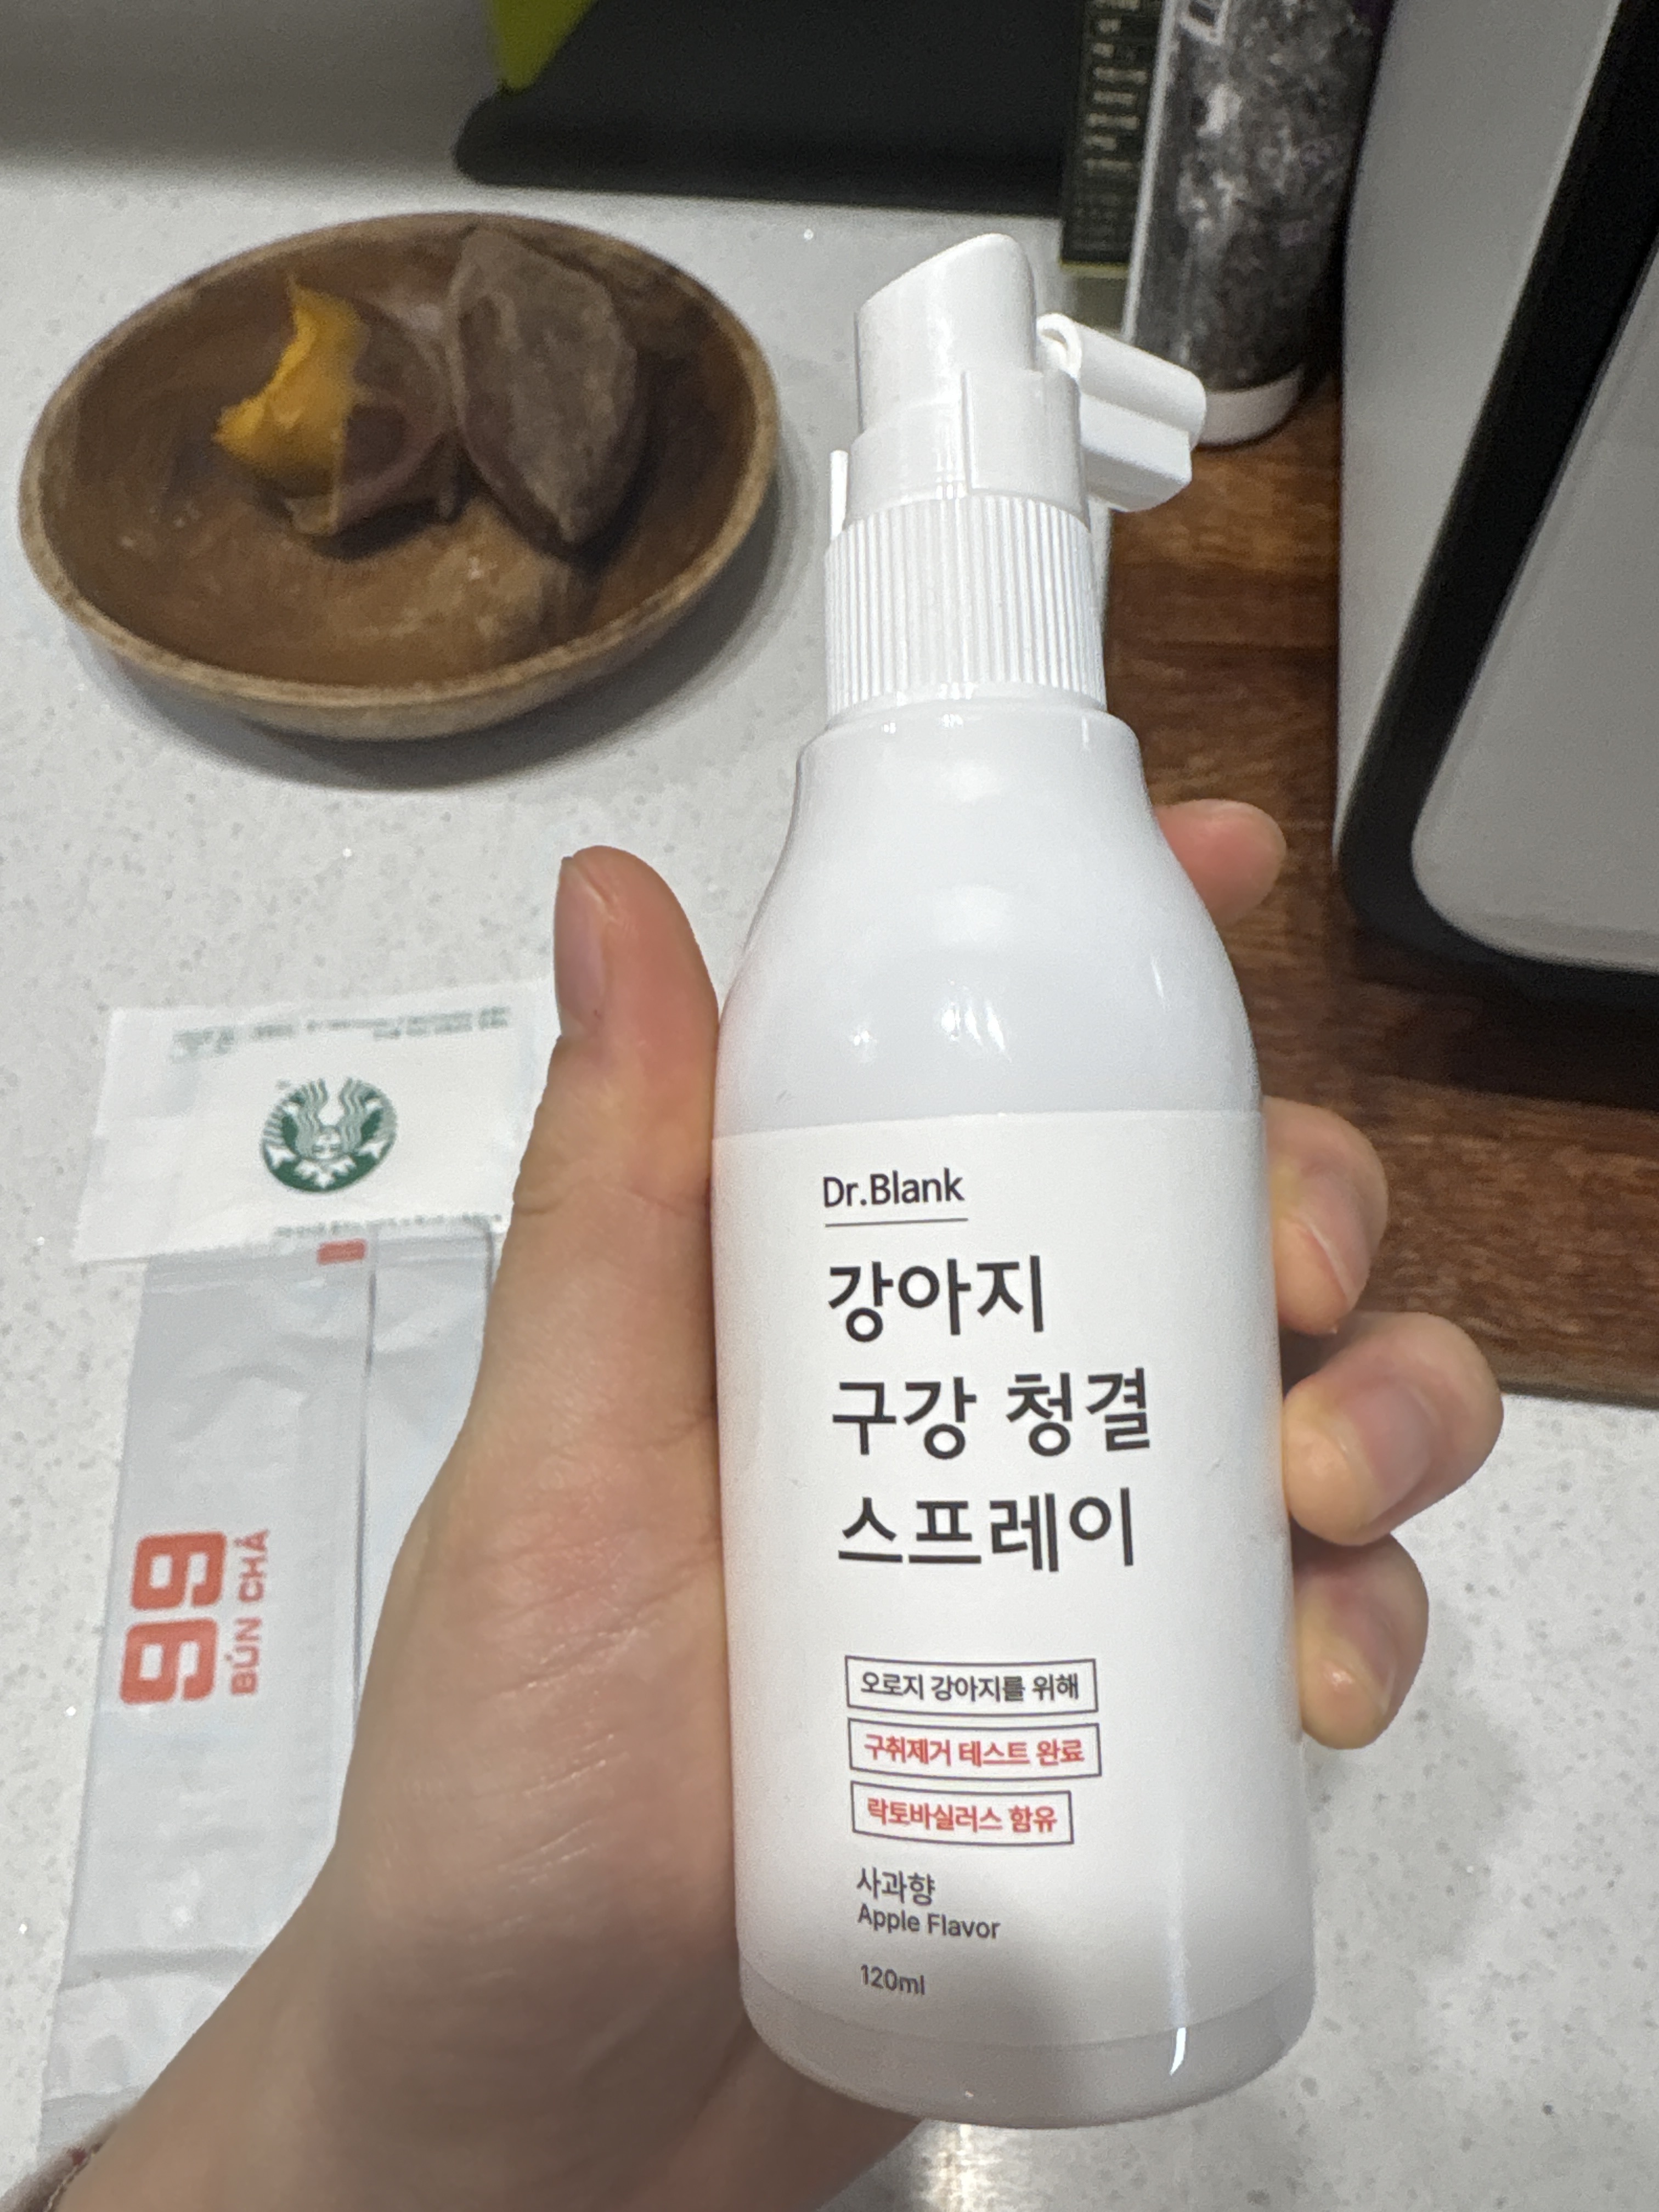 Dr.Blank
강아지
구강 청결
스프레이
오로지 강아지를 위해
구취제거 테스트 완료
락토바실러스 함유
사과향
Apple Flavor
120ml
99
BÚN CHẢ